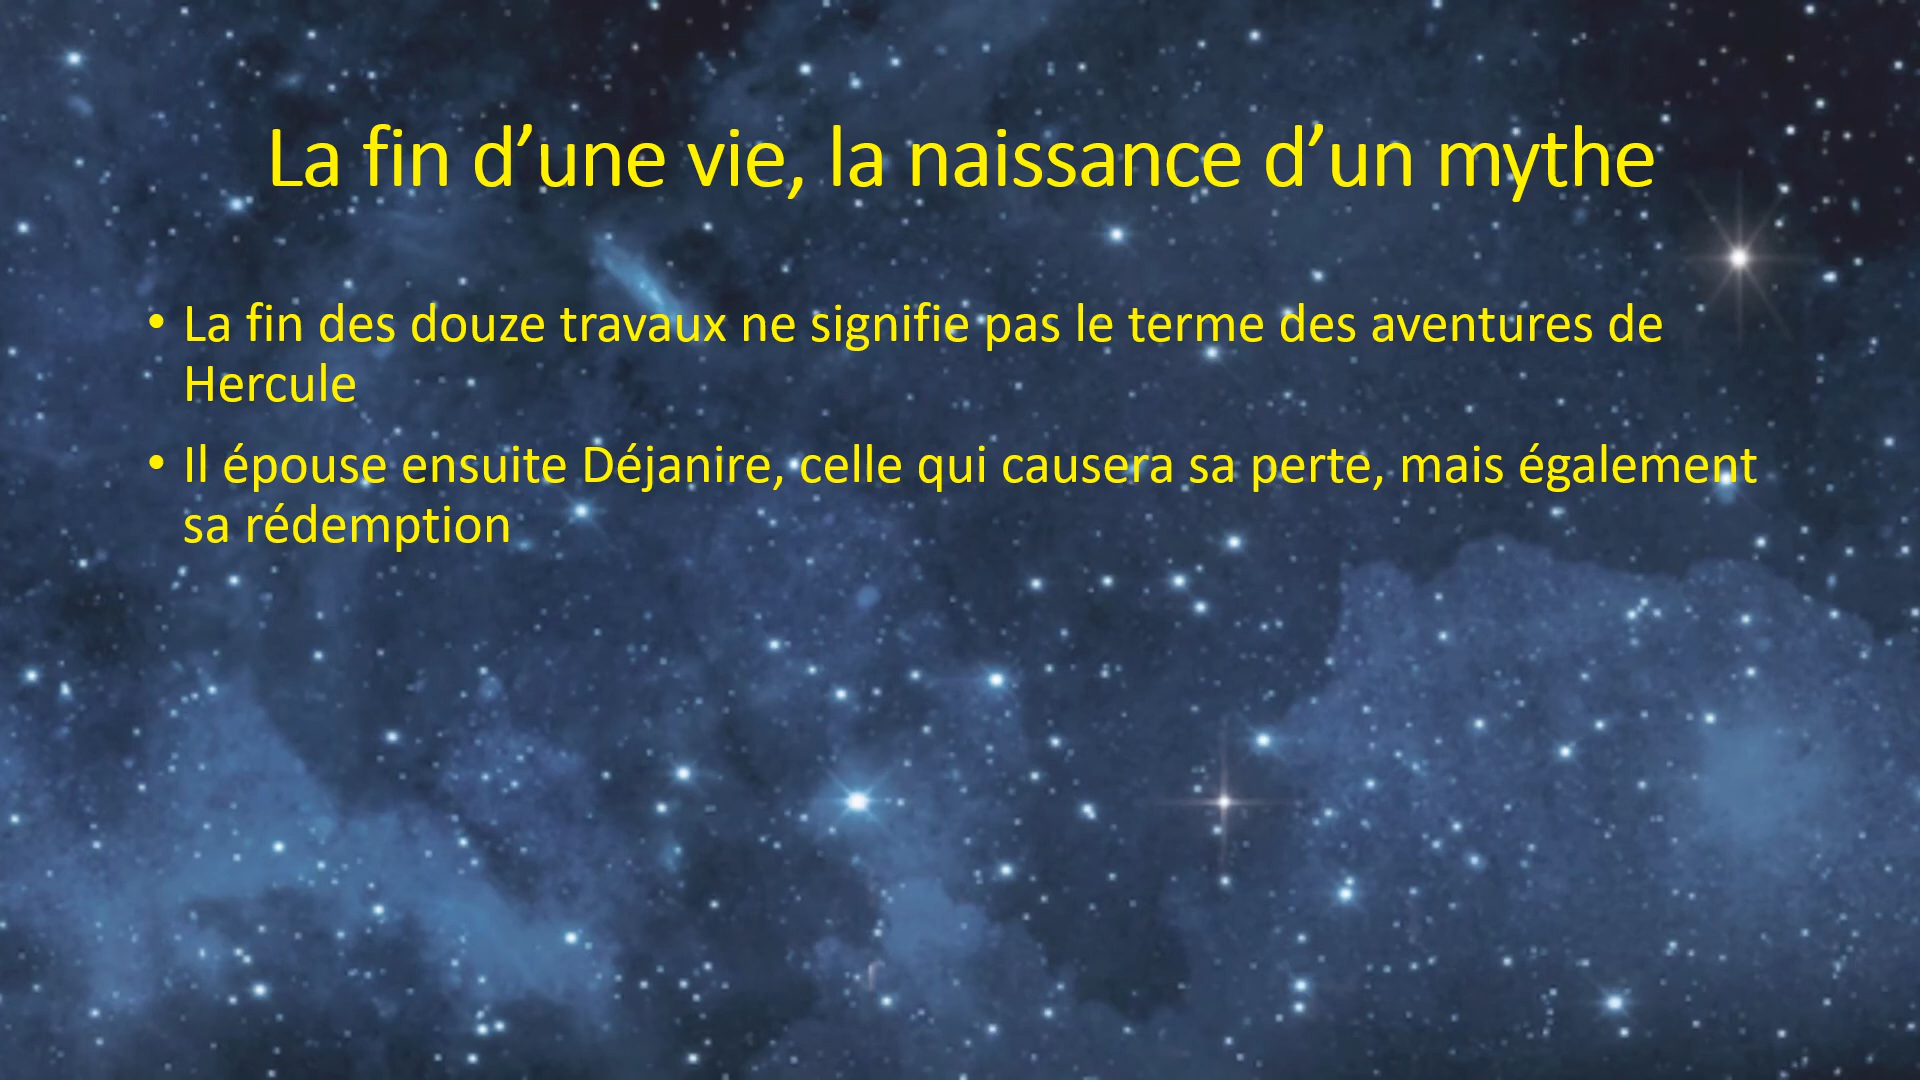 La fin d’une vie, la naissance d’un mythe
• La fin des douze travaux ne signifie pas le terme des aventures de
Hercule
• Il épouse ensuite Déjanire, celle qui causera sa perte, mais également
sa rédemption